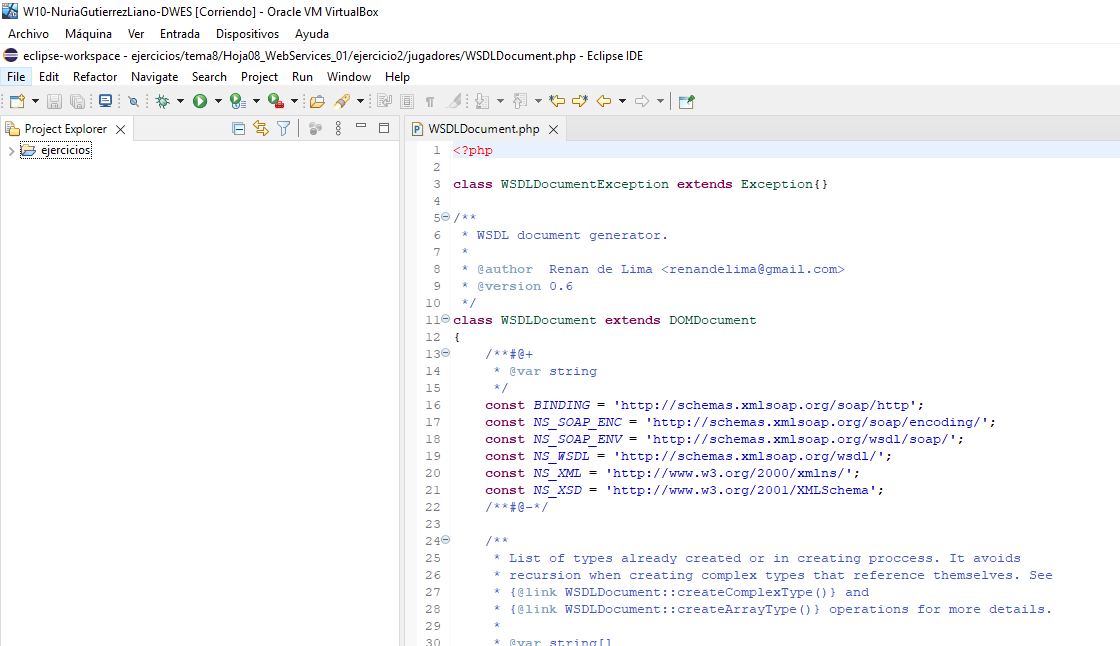 W10-NuriaGutierrezLiano-DWES [Corriendo] - Oracle VM VirtualBox
Archivo Máquina Ver Entrada Dispositivos Ayuda
eclipse-workspace - ejercicios/tema8/Hoja08_WebServices_01/ejercicio2/jugadores/WSDLDocument.php - Eclipse IDE
File Edit Refactor Navigate Search Project Run Window Help
Project Explorer
ejercicios
WSDLDocument.php
1 <?php
2
3 class WSDLDocumentException extends Exception{}
4
5 /**
6 * WSDL document generator.
7 *
8 * @author Renan de Lima <renandelima@gmail.com>
9 * @version 0.6
10 */
11 class WSDLDocument extends DOMDocument
12 {
13 /**#@+
14 * @var string
15 */
16 const BINDING = 'http://schemas.xmlsoap.org/soap/http';
17 const NS_SOAP_ENC = 'http://schemas.xmlsoap.org/soap/encoding/';
18 const NS_SOAP_ENV = 'http://schemas.xmlsoap.org/wsdl/soap/';
19 const NS_WSDL = 'http://schemas.xmlsoap.org/wsdl/';
20 const NS_XML = 'http://www.w3.org/2000/xmlns/';
21 const NS_XSD = 'http://www.w3.org/2001/XMLSchema';
22 /**#@-*/
23
24 /**
25 * List of types already created or in creating proccess. It avoids
26 * recursion when creating complex types that reference themselves. See
27 * {@link WSDLDocument::createComplexType()} and
28 * {@link WSDLDocument::createArrayType()} operations for more details.
29 *
30 * @var string[]